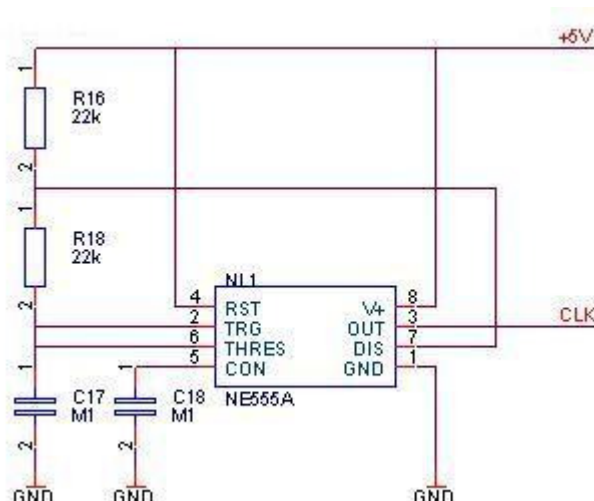 +5V
1
R16
22k
2
1
R18
22k
2
NL1
4 RST V+ 8
2 TRG OUT 3
CLK
6 THRES DIS 7
5 CON GND 1
NE555A
1
C17
M1
2
1
C18
M1
2
GND
GND
GND